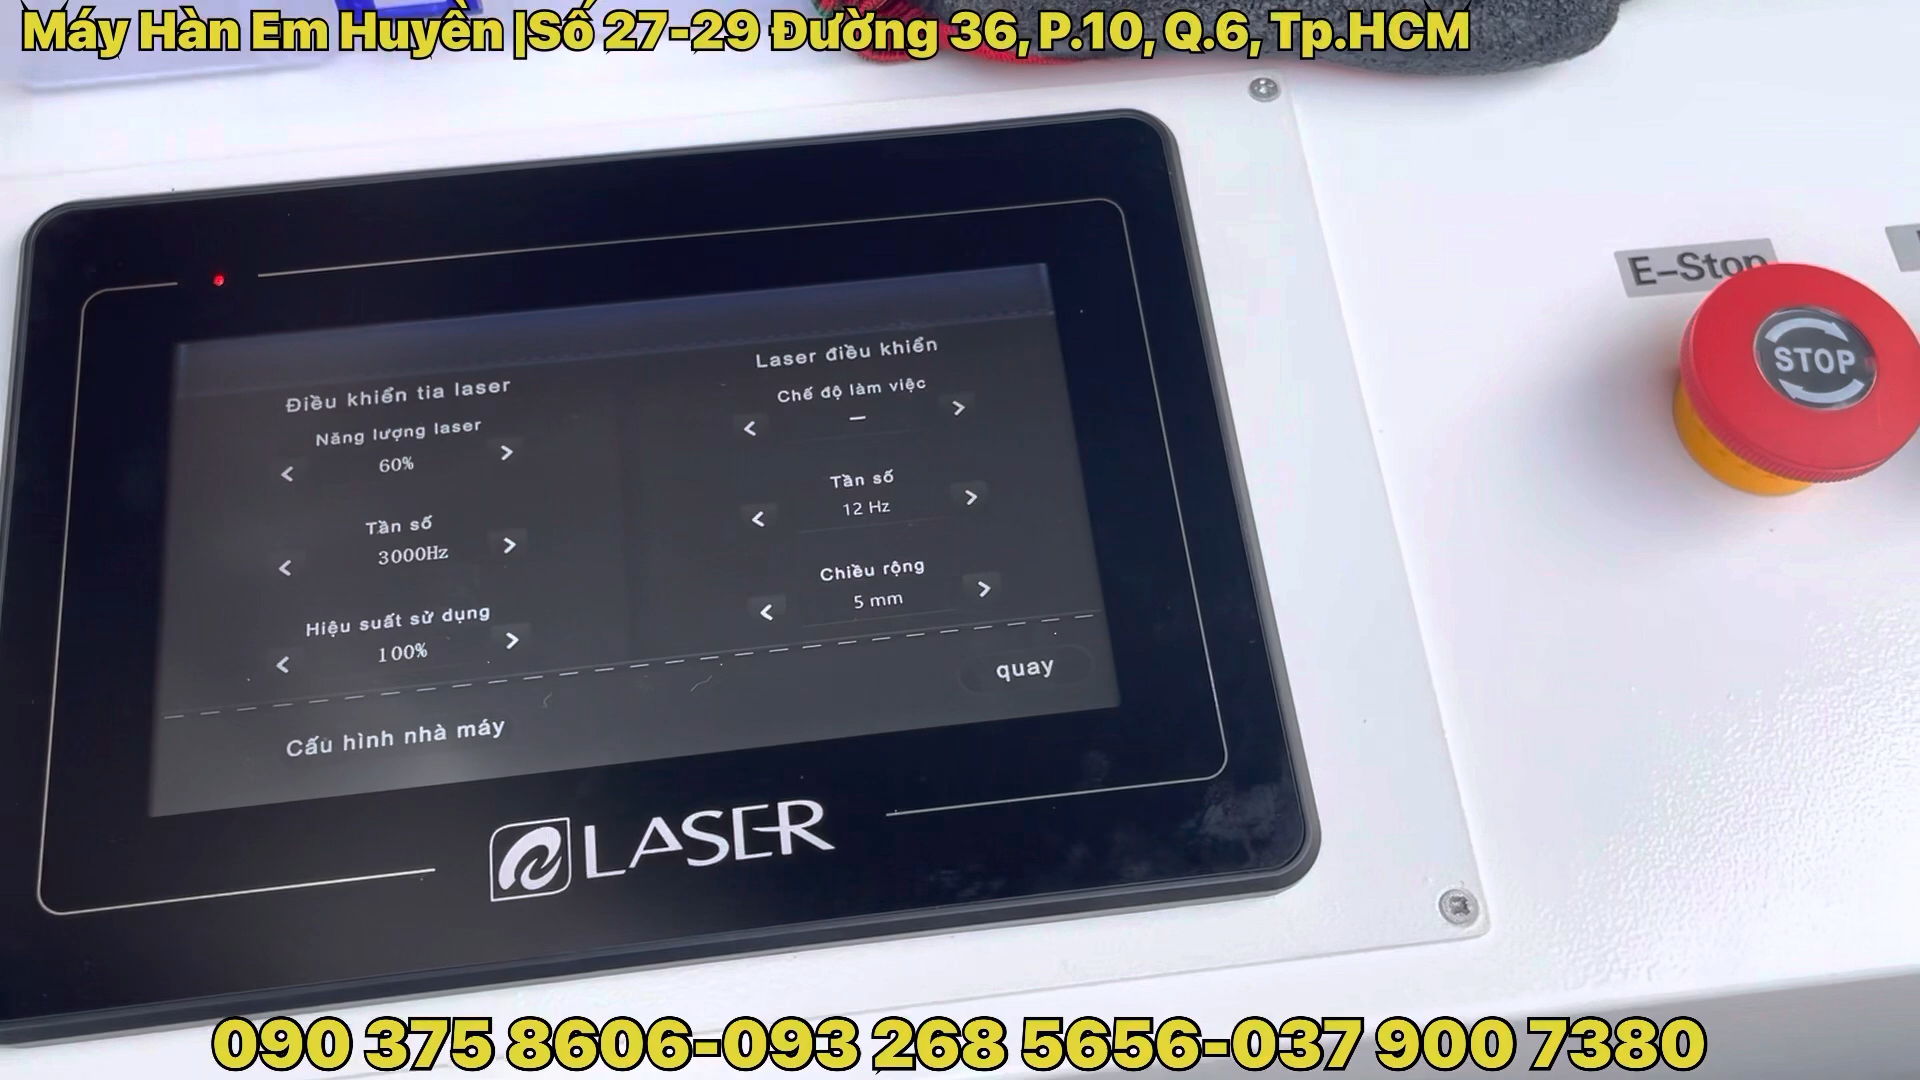 Máy Hàn Em Huyền |Số 27-29 Đường 36, P.10, Q.6, Tp.HCM
E-Stop
STOP
Điều khiển tia laser
Năng lượng laser
< 60% >
Tần số
< 3000Hz >
Hiệu suất sử dụng
< 100% >
Laser điều khiển
Chế độ làm việc
< — >
Tần số
< 12 Hz >
Chiều rộng
< 5 mm >
quay
Cấu hình nhà máy
LASER
090 375 8606-093 268 5656-037 900 7380